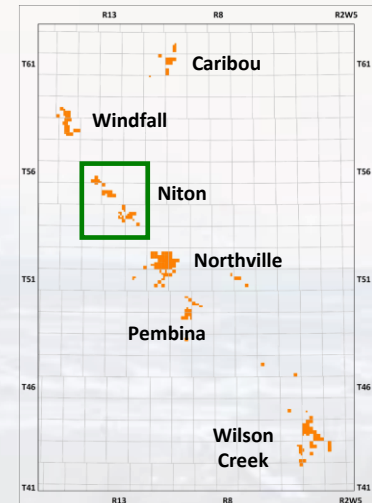 R13 R8 R2W5
T61 T61
Caribou
Windfall
T56 T56
Niton
Northville
T51 T51
Pembina
T46 T46
Wilson
Creek
T41 T41
R13 R8 R2W5